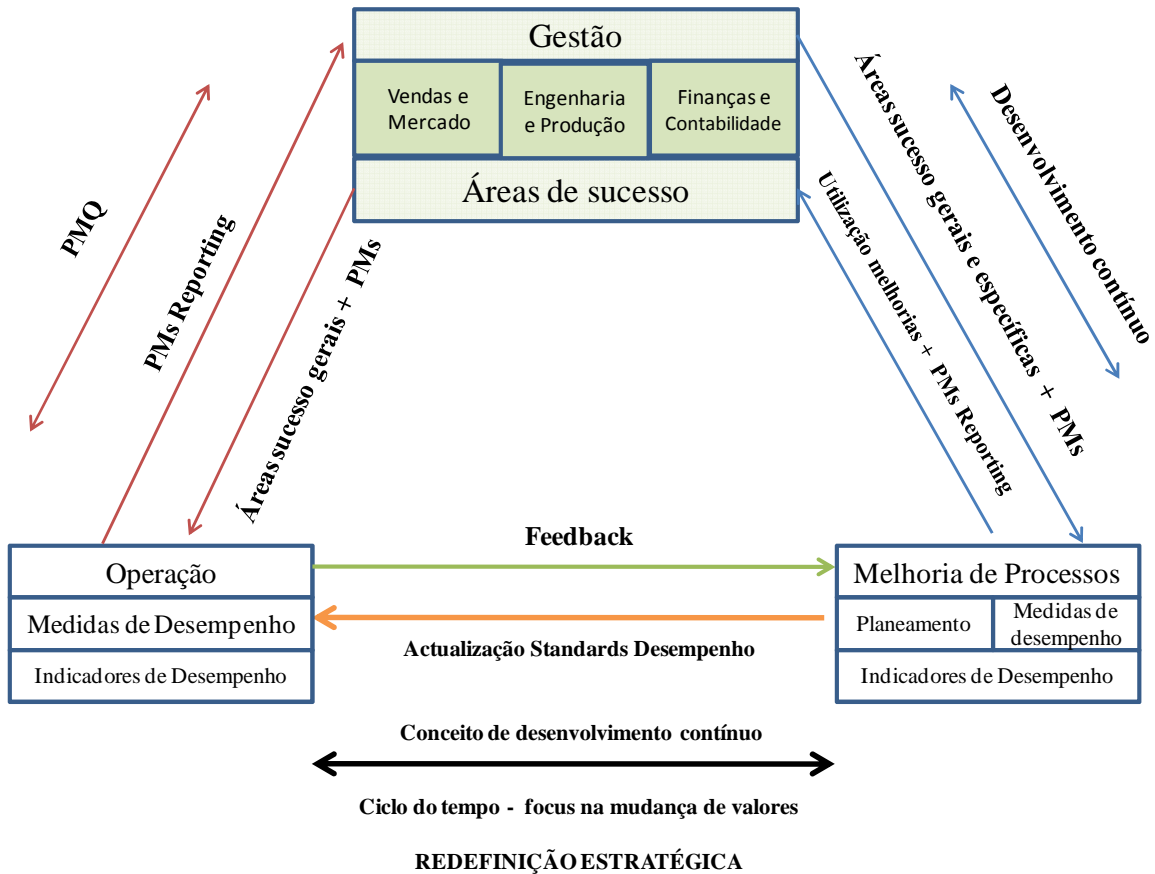 Gestão
Vendas e
Mercado
Engenharia
e Produção
Finanças e
Contabilidade
Áreas de sucesso
PMQ
PMs Reporting
Áreas sucesso gerais + PMs
Utilização melhorias + PMs Reporting
Áreas sucesso gerais e específicas + PMs
Desenvolvimento contínuo
Feedback
Operação
Medidas de Desempenho
Indicadores de Desempenho
Actualização Standards Desempenho
Melhoria de Processos
Planeamento
Medidas de
desempenho
Indicadores de Desempenho
Conceito de desenvolvimento contínuo
Ciclo do tempo - focus na mudança de valores
REDEFINIÇÃO ESTRATÉGICA